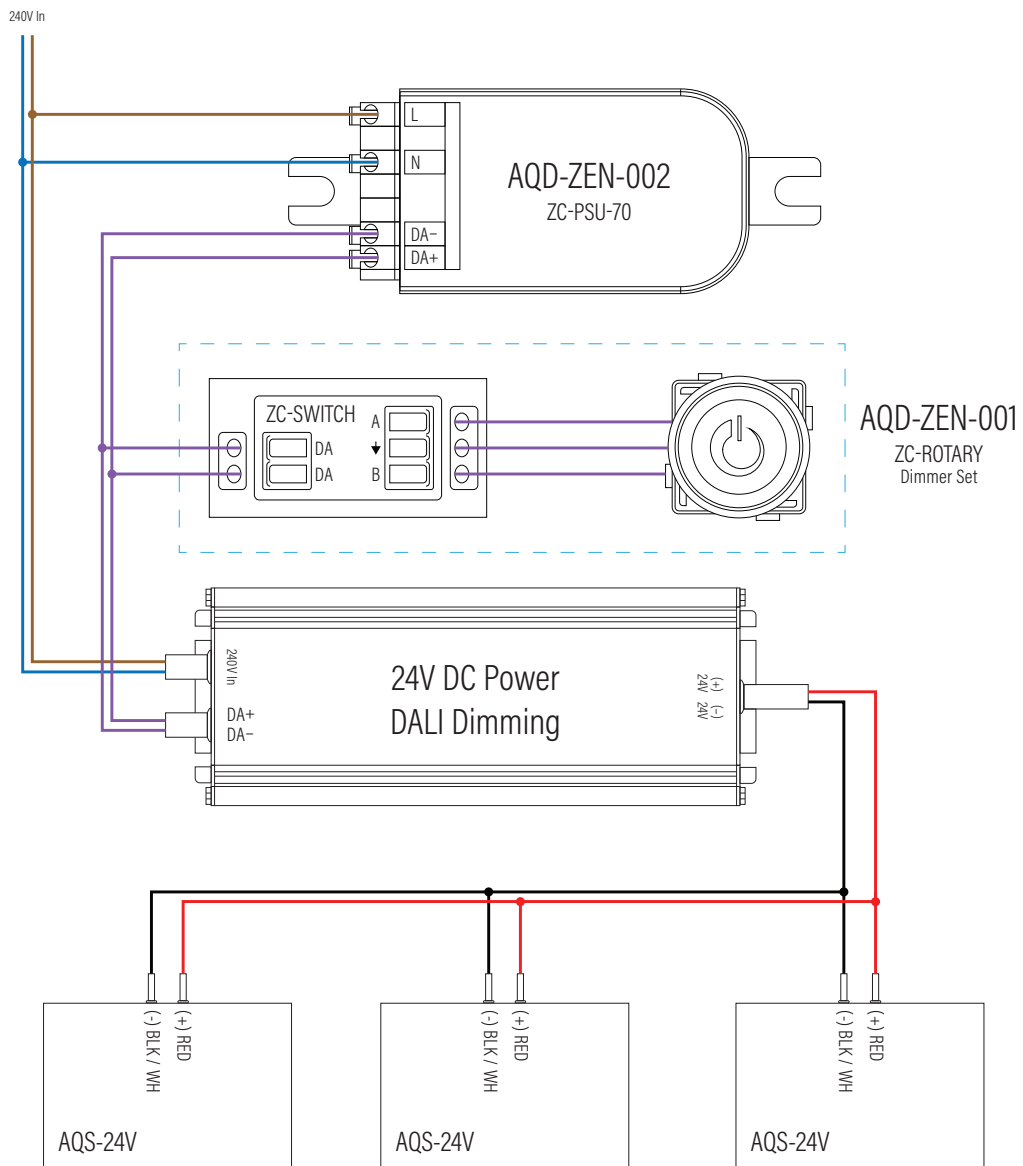 240V In
L
N
DA-
DA+
AQD-ZEN-002
ZC-PSU-70
ZC-SWITCH
DA
DA
A
B
AQD-ZEN-001
ZC-ROTARY
Dimmer Set
240V In
DA+
DA-
24V DC Power
DALI Dimming
(+) (-)
24V 24V
(-) BLK / WH
(+) RED
AQS-24V
(-) BLK / WH
(+) RED
AQS-24V
(-) BLK / WH
(+) RED
AQS-24V